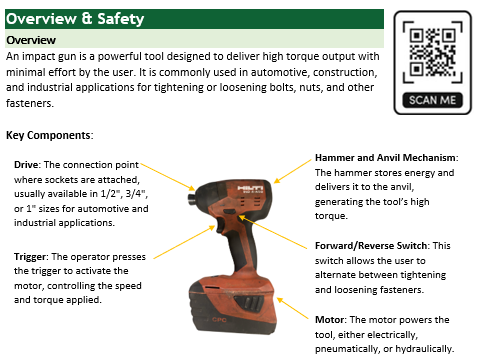 Overview & Safety
Overview
An impact gun is a powerful tool designed to deliver high torque output with
minimal effort by the user. It is commonly used in automotive, construction,
and industrial applications for tightening or loosening bolts, nuts, and other
fasteners.
SCAN ME
Key Components:
Drive: The connection point
where sockets are attached,
usually available in 1/2", 3/4",
or 1" sizes for automotive and
industrial applications.
Trigger: The operator presses
the trigger to activate the
motor, controlling the speed
and torque applied.
HILTI
CPC
Hammer and Anvil Mechanism:
The hammer stores energy and
delivers it to the anvil,
generating the tool's high
torque.
Forward/Reverse Switch: This
switch allows the user to
alternate between tightening
and loosening fasteners.
Motor: The motor powers the
tool, either electrically,
pneumatically, or hydraulically.